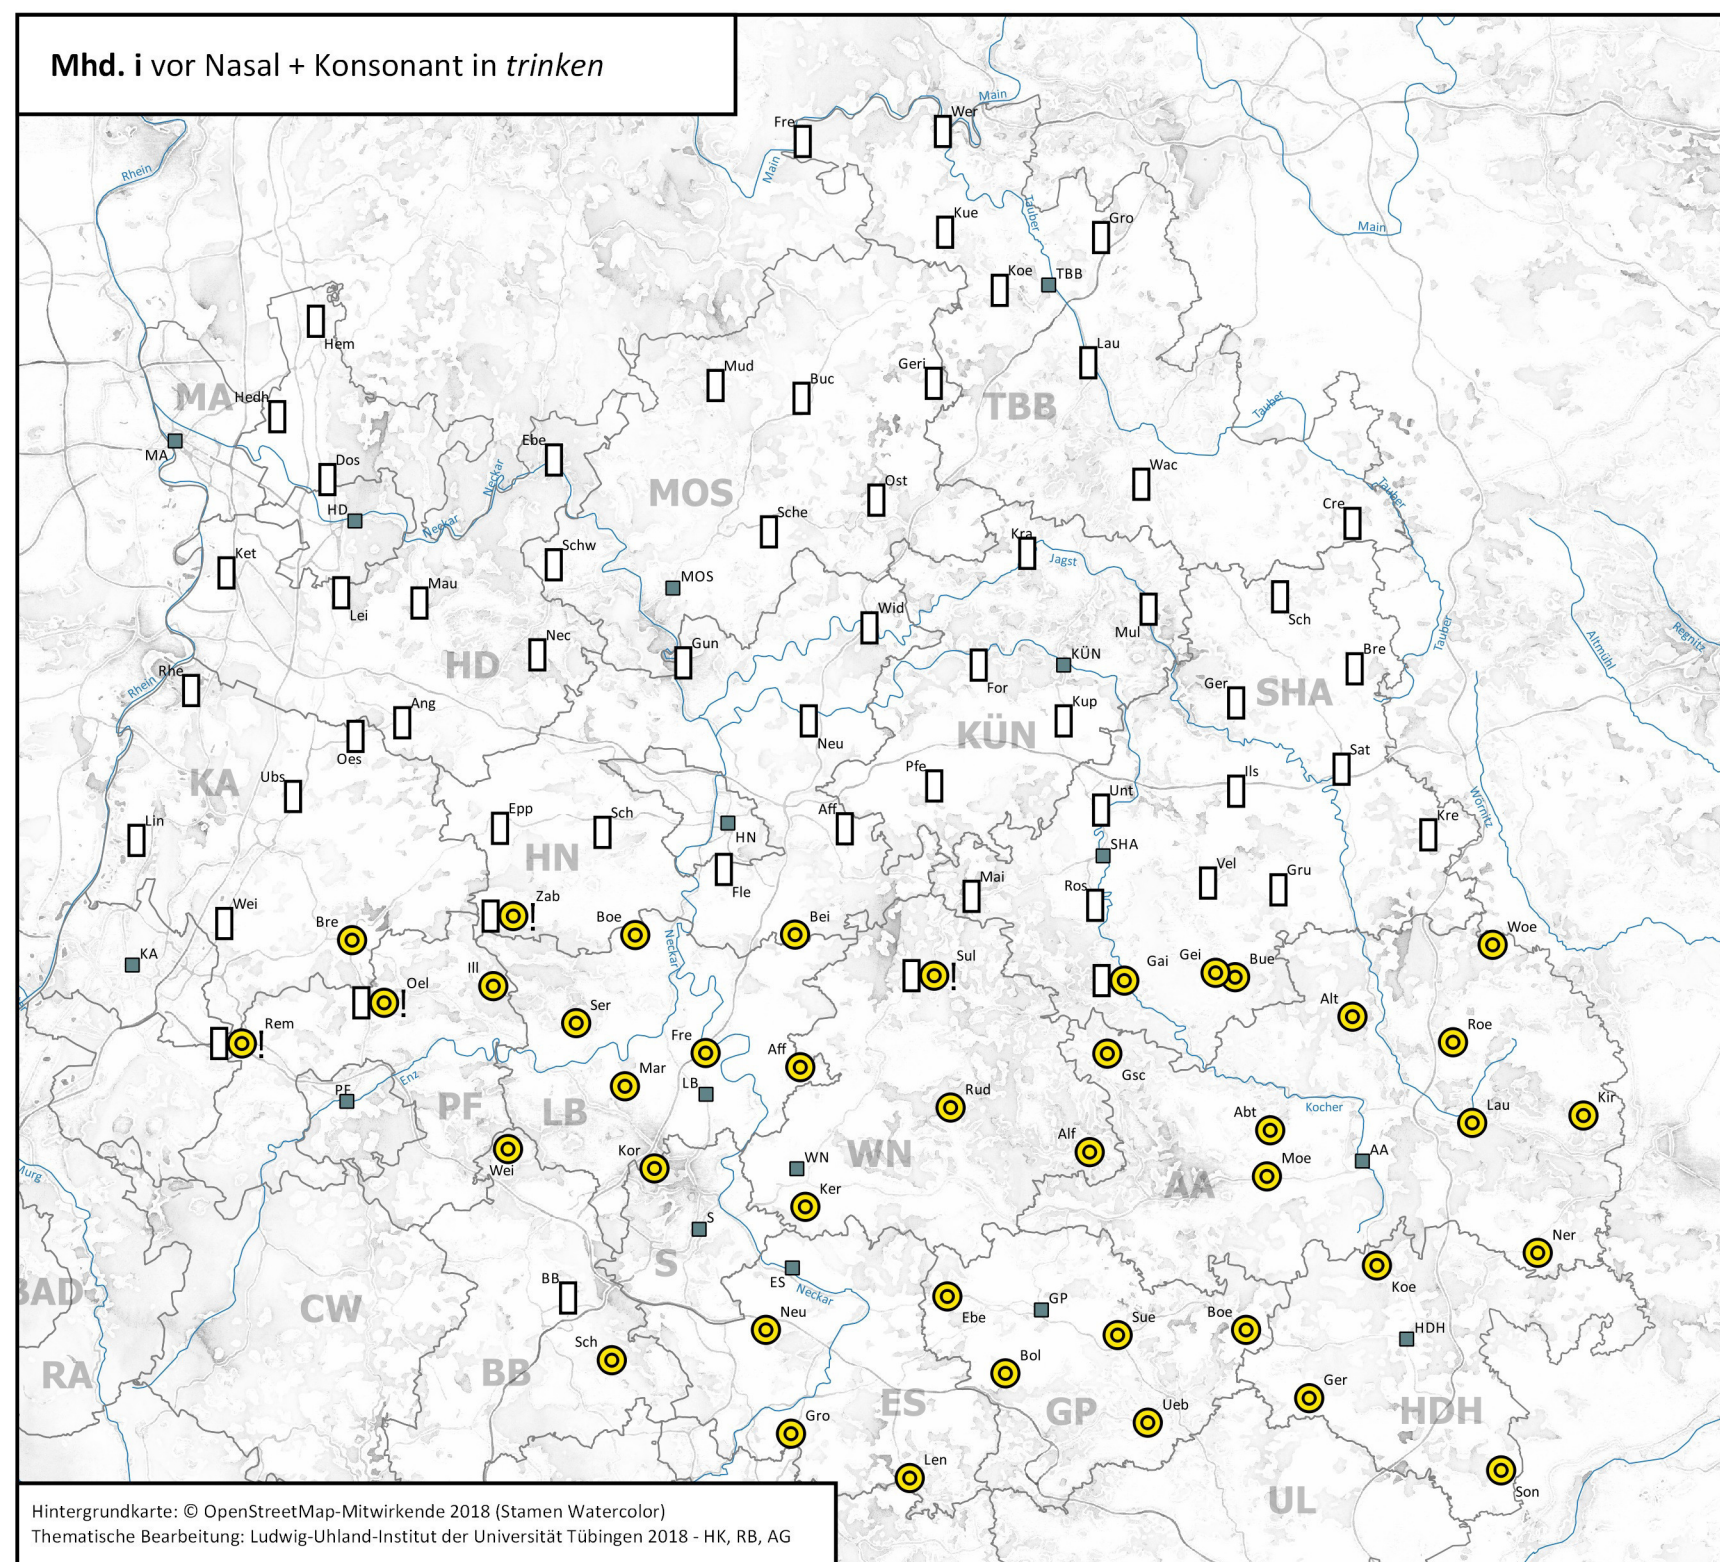 Mhd. i vor Nasal + Konsonant in trinken
Main
Wer
Fre
Main
Rhein
Tauber
Kue
Gro
Main
Koe
TBB
Hem
Lau
Mud
Buc
Geri
MA
Hedh
TBB
Tauber
MA
Ebe
Dos
Neckar
Wac
MOS
Ost
Tauber
HD
Neckar
Sche
Cre
Kra
Ket
Schw
Jagst
MOS
Mau
Lei
Wid
Sch
Mul
Tauber
Regnitz
Altmühl
Nec
Gun
KÜN
Bre
HD
Rhe
Rhein
For
Ger
SHA
Ang
Kup
KÜN
Neu
Oes
Sat
KA
Ubs
Pfe
Ils
Unt
Wörnitz
Lin
Epp
Sch
Aff
Kre
HN
SHA
HN
Vel
Gru
Fle
Mai
Ros
Wei
Zab
!
Bre
Boe
Bei
Woe
Neckar
KA
Ill
Sul
!
Gai
Gei
Bue
Oel
!
Ser
Alt
Rem
!
Fre
Aff
Roe
Gsc
Mar
Enz
PF
LB
Rud
Kocher
Kir
PF
LB
Abt
Lau
Alf
WN
Murg
Wei
Kor
WN
Moe
AA
AA
Ker
S
Ner
S
BB
ES
Neckar
Koe
BAD
CW
Ebe
GP
Neu
Sue
Boe
HDH
Sch
Bol
RA
BB
Ger
ES
GP
Ueb
HDH
Gro
Len
Son
UL
Hintergrundkarte: © OpenStreetMap-Mitwirkende 2018 (Stamen Watercolor)
Thematische Bearbeitung: Ludwig-Uhland-Institut der Universität Tübingen 2018 - HK, RB, AG